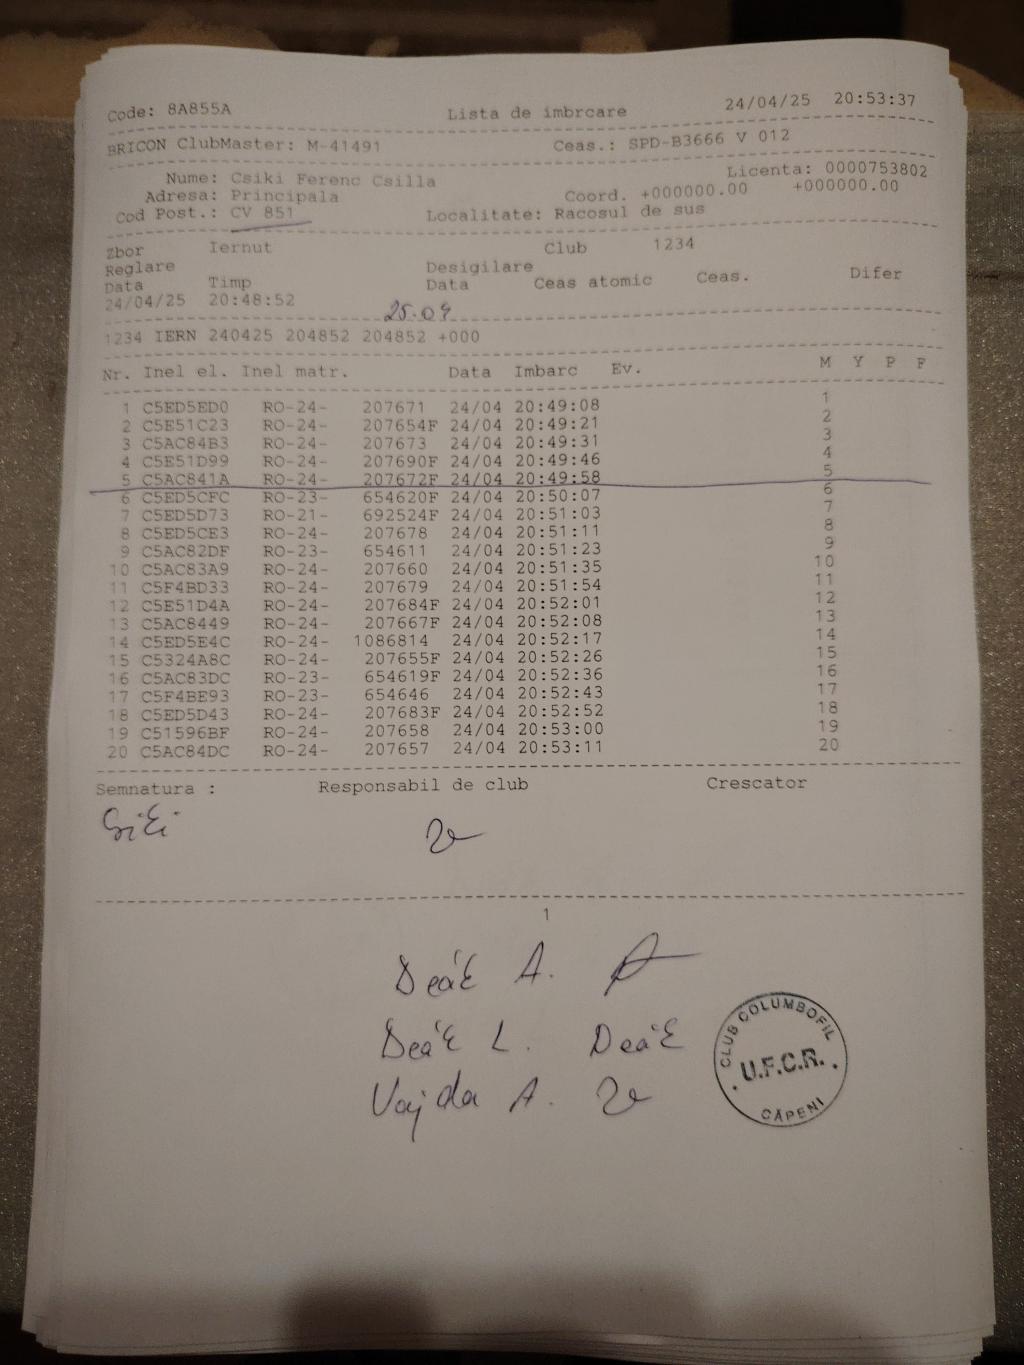 Code: 8A855A Lista de imbrcare 24/04/25 20:53:37
BRICON ClubMaster: M-41491 Ceas.: SPD-B3666 V 012
Nume: Csiki Ferenc Csilla Licenta: 0000753802
Adresa: Principala Coord. +000000.00 +000000.00
Cod Post.: CV 851 Localitate: Racosul de sus
Zbor Iernut Club 1234
Reglare Desigilare
Data Timp Data Ceas atomic Ceas. Difer
24/04/25 20:48:52
25.04
1234 IERN 240425 204852 204852 +000
Nr. Inel el. Inel matr. Data Imbarc Ev. M Y P F
1 C5ED5ED0 RO-24- 207671 24/04 20:49:08 1
2 C5E51C23 RO-24- 207654F 24/04 20:49:21 2
3 C5AC84B3 RO-24- 207673 24/04 20:49:31 3
4 C5E51D99 RO-24- 207690F 24/04 20:49:46 4
5 C5AC841A RO-24- 207672F 24/04 20:49:58 5
6 C5ED5CFC RO-23- 654620F 24/04 20:50:07 6
7 C5ED5D73 RO-21- 692524F 24/04 20:51:03 7
8 C5ED5CE3 RO-24- 207678 24/04 20:51:11 8
9 C5AC82DF RO-23- 654611 24/04 20:51:23 9
10 C5AC83A9 RO-24- 207660 24/04 20:51:35 10
11 C5F4BD33 RO-24- 207679 24/04 20:51:54 11
12 C5E51D4A RO-24- 207684F 24/04 20:52:01 12
13 C5AC8449 RO-24- 207667F 24/04 20:52:08 13
14 C5ED5E4C RO-24- 1086814 24/04 20:52:17 14
15 C5324A8C RO-24- 207655F 24/04 20:52:26 15
16 C5AC83DC RO-23- 654619F 24/04 20:52:36 16
17 C5F4BE93 RO-23- 654646 24/04 20:52:43 17
18 C5ED5D43 RO-24- 207683F 24/04 20:52:52 18
19 C51596BF RO-24- 207658 24/04 20:53:00 19
20 C5AC84DC RO-24- 207657 24/04 20:53:11 20
Semnatura : Responsabil de club Crescator
1
Deák A.
Deák L. Deák
Vajda A.
CLUB COLUMBOFIL
U.F.C.R.
CĂPENI